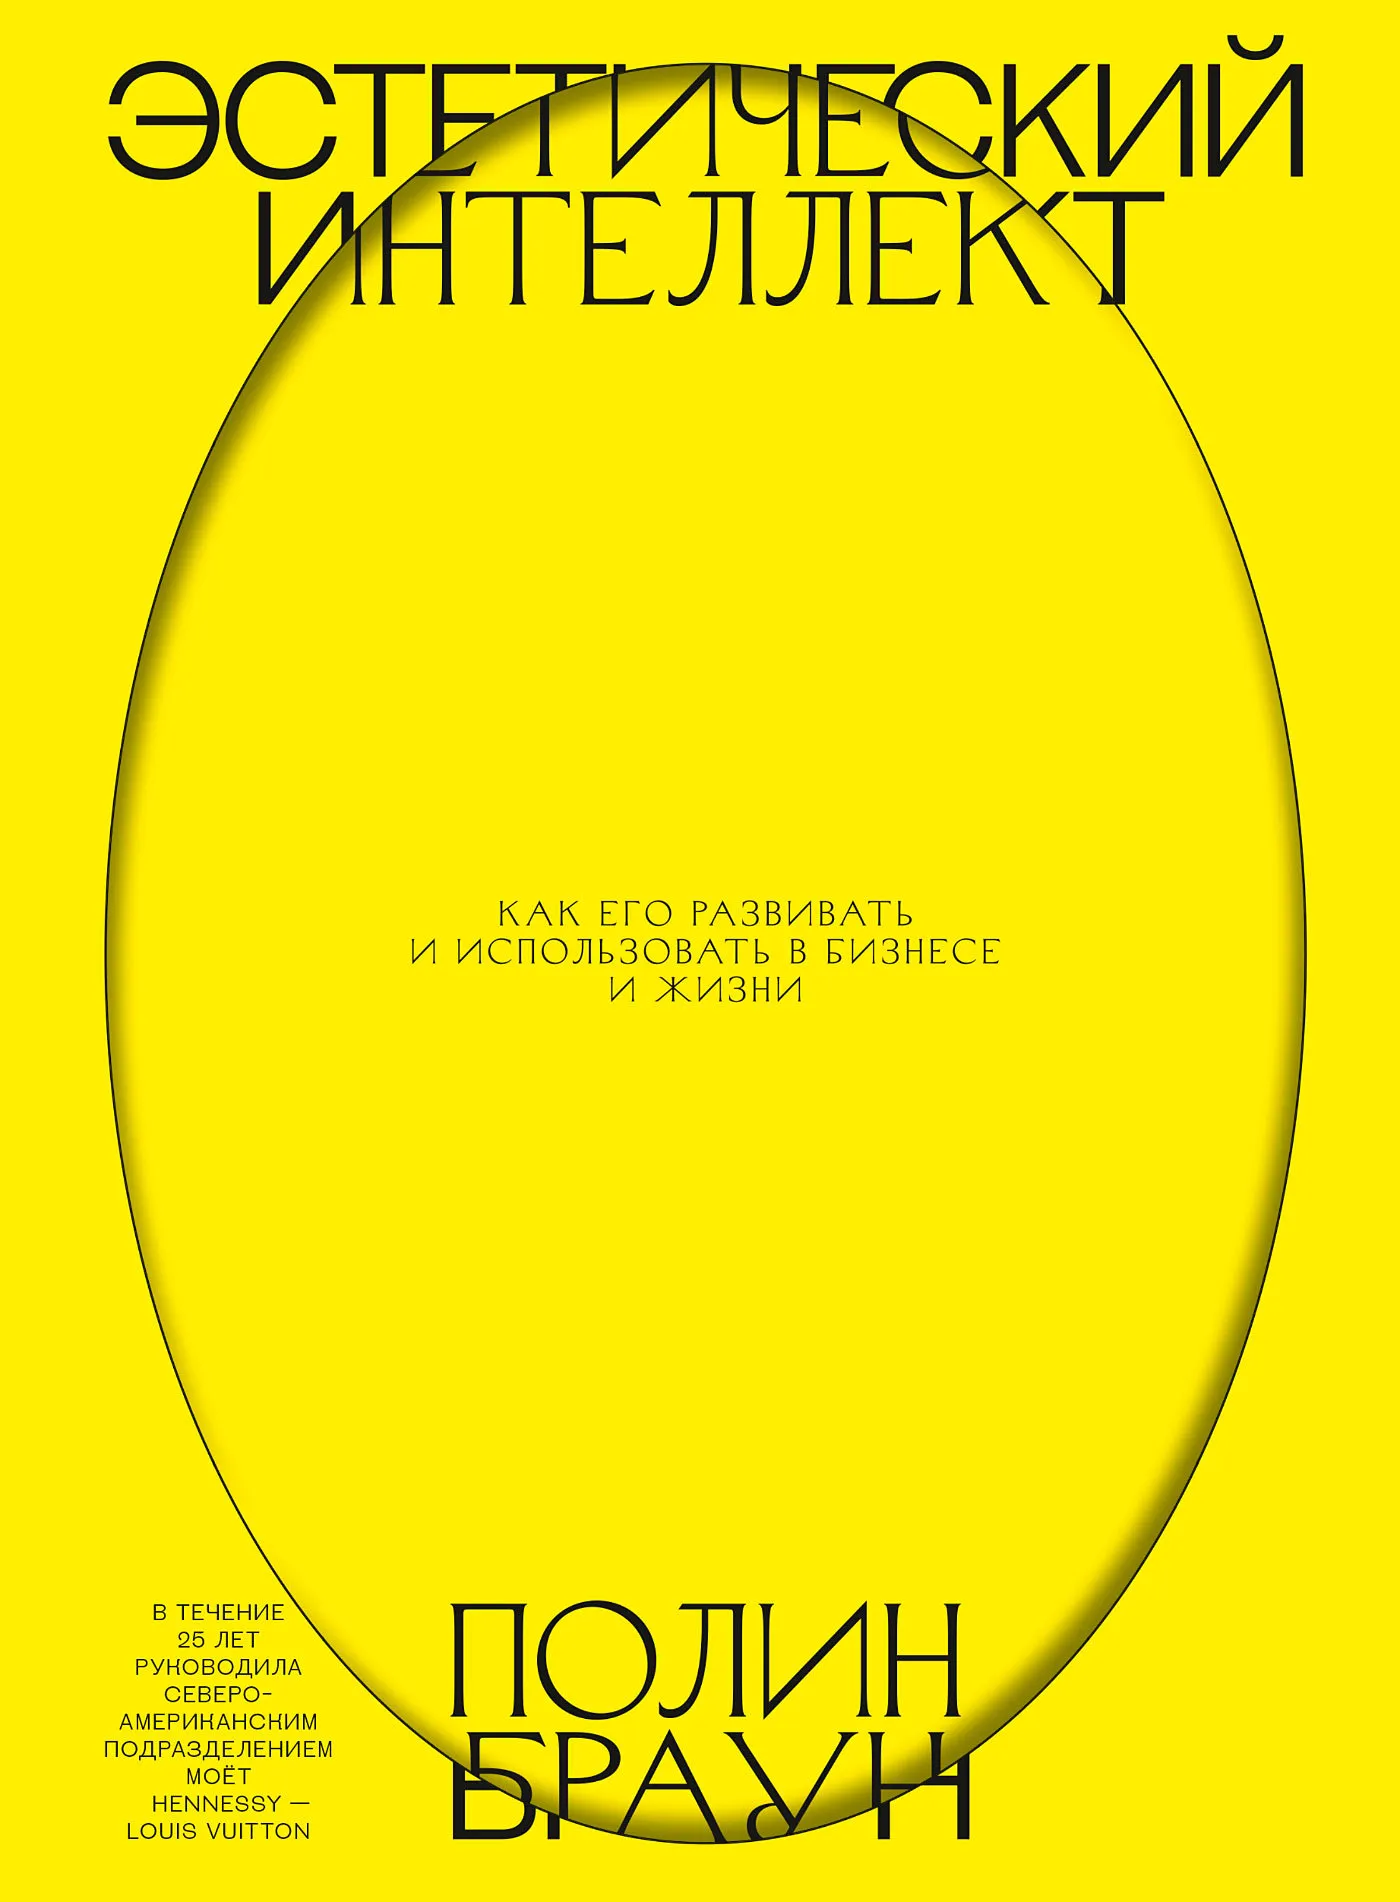 ЭСТЕТИЧЕСКИЙ
ИНТЕЛЛЕКТ
КАК ЕГО РАЗВИВАТЬ
И ИСПОЛЬЗОВАТЬ В БИЗНЕСЕ
И ЖИЗНИ
В ТЕЧЕНИЕ
25 ЛЕТ
РУКОВОДИЛА
СЕВЕРО-
АМЕРИКАНСКИМ
ПОДРАЗДЕЛЕНИЕМ
МОЁТ
HENNESSY —
LOUIS VUITTON
ПОЛИН
БРАУН